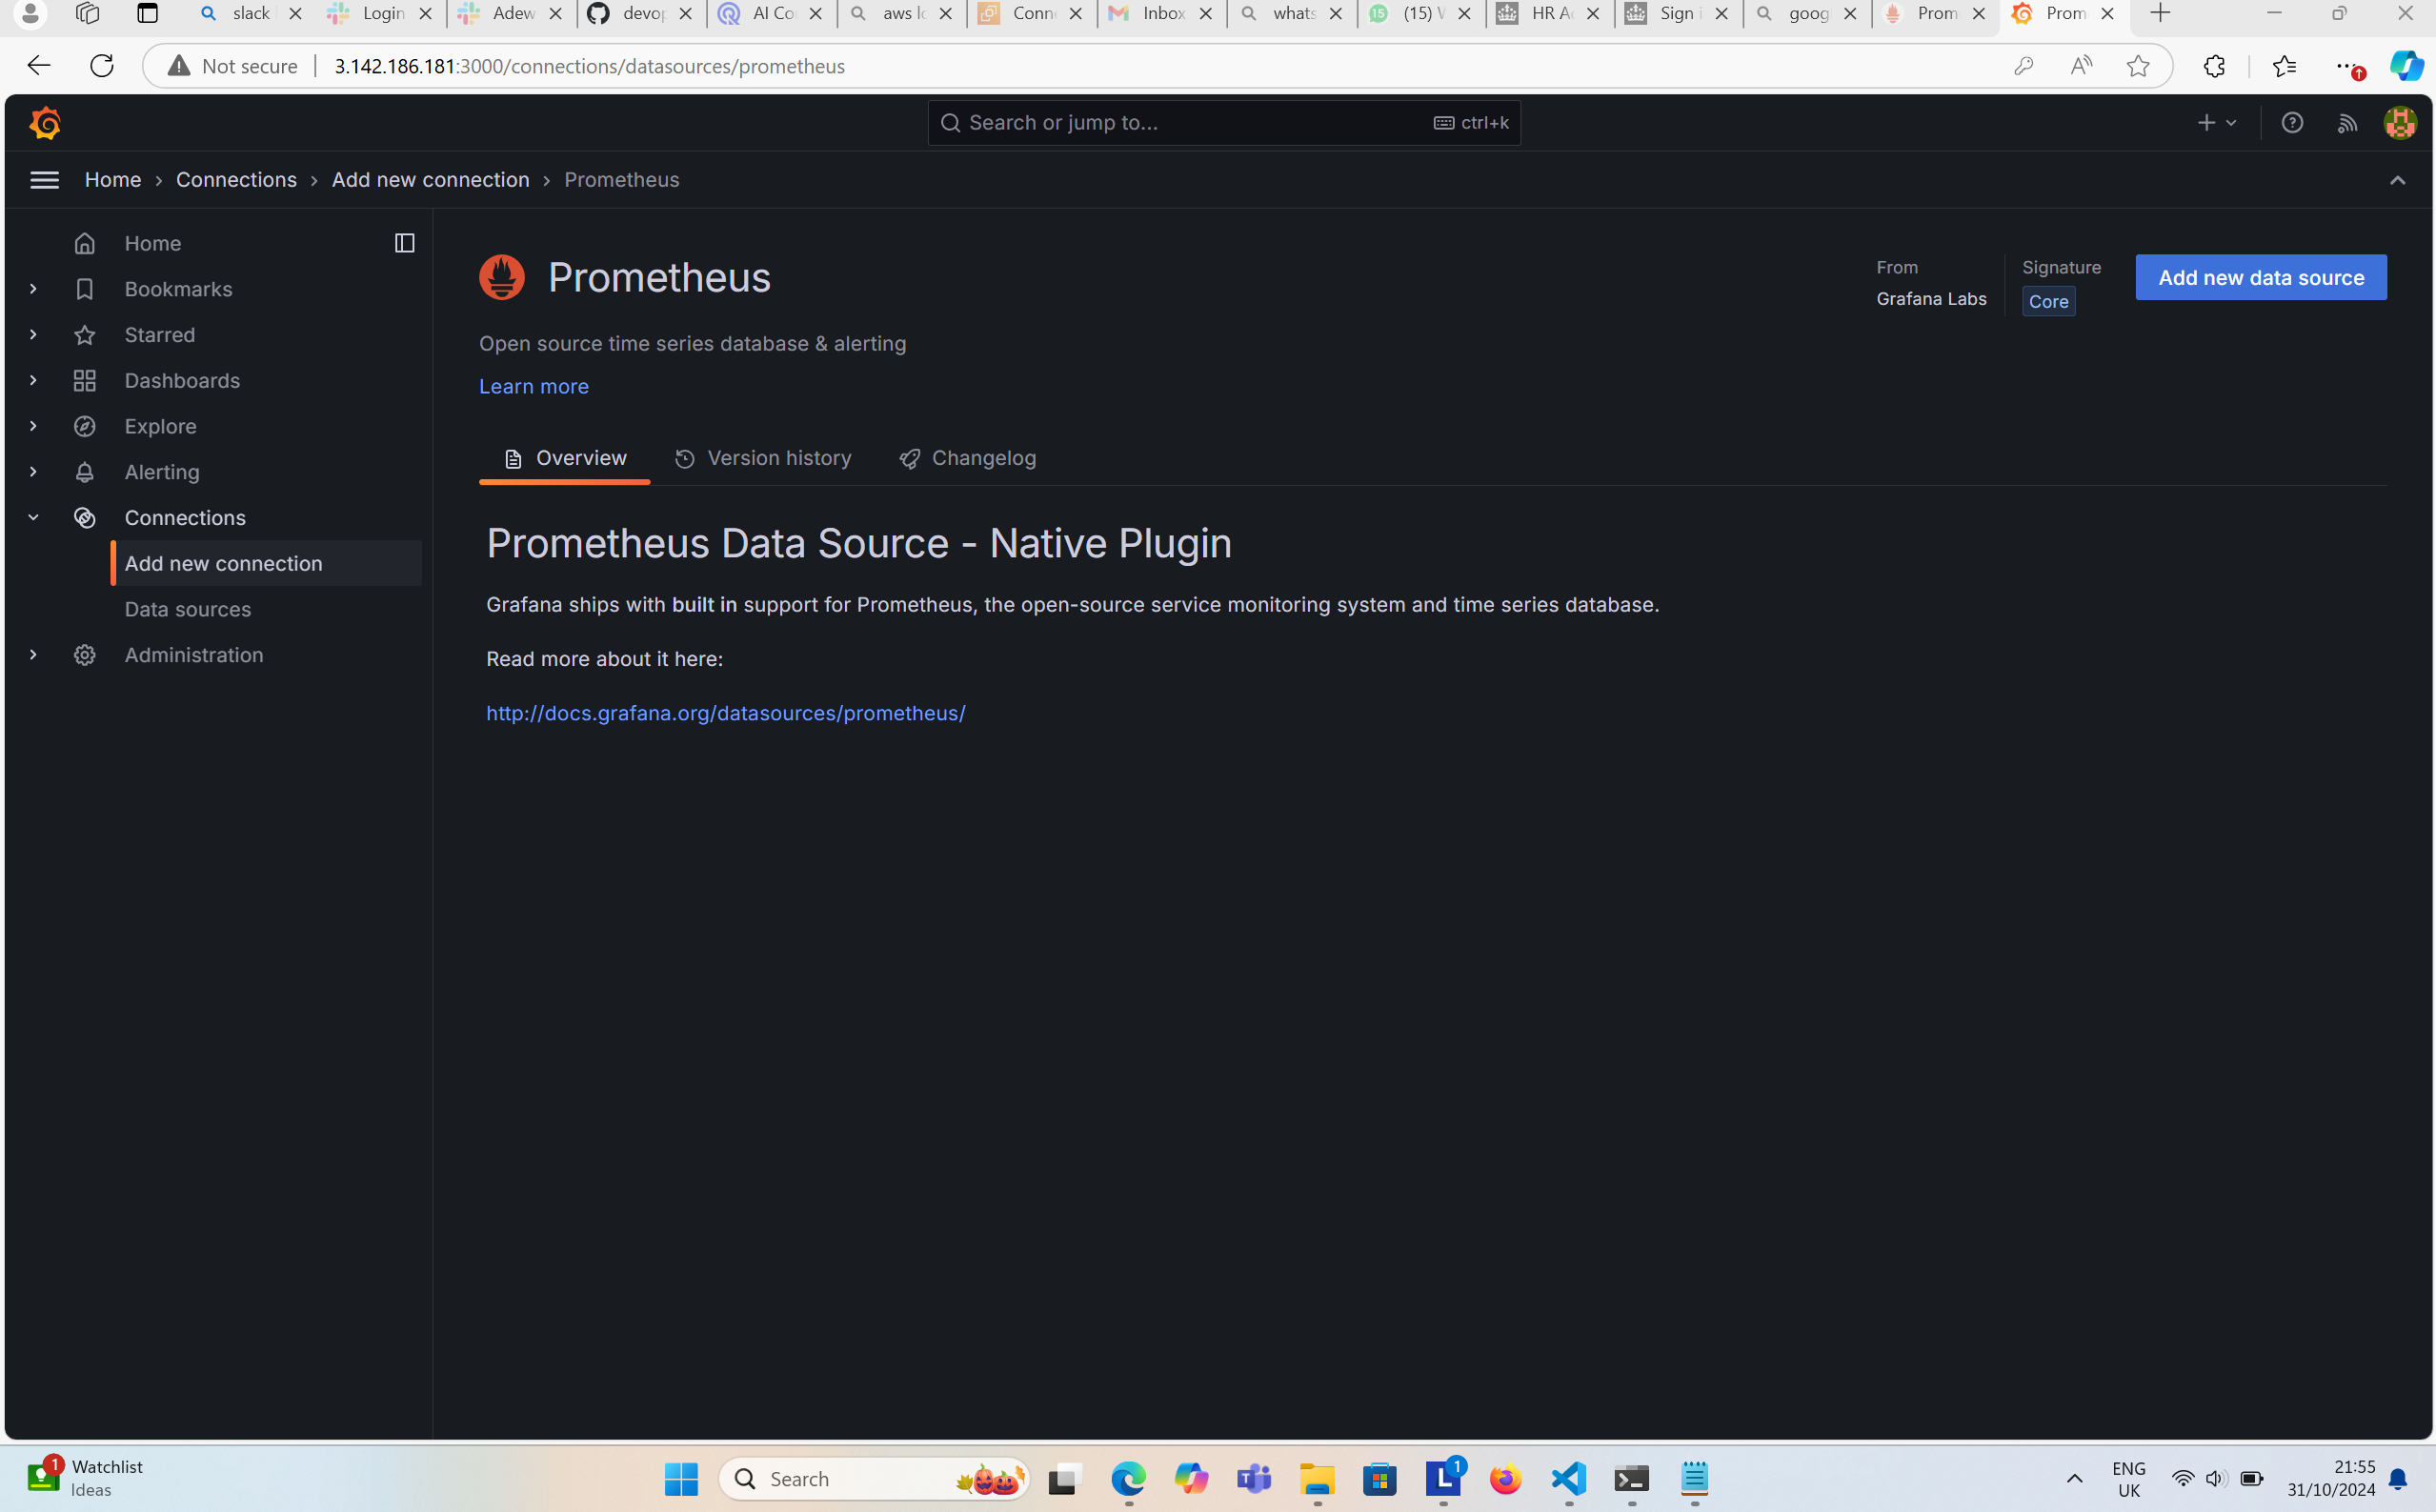 slack
Login
Adew
devop
AI Co
aws lo
Conn
Inbox
whats
15
(15) W
HR A
Sign i
goog
Prom
Prom
Not secure
3.142.186.181:3000/connections/datasources/prometheus
Search or jump to...
ctrl+k
Home › Connections › Add new connection › Prometheus
Home
Bookmarks
Starred
Dashboards
Explore
Alerting
Connections
Add new connection
Data sources
Administration
Prometheus
Open source time series database & alerting
Learn more
From
Grafana Labs
Signature
Core
Add new data source
Overview
Version history
Changelog
Prometheus Data Source - Native Plugin
Grafana ships with built in support for Prometheus, the open-source service monitoring system and time series database.
Read more about it here:
http://docs.grafana.org/datasources/prometheus/
1
Watchlist
Ideas
Search
1
ENG
UK
21:55
31/10/2024